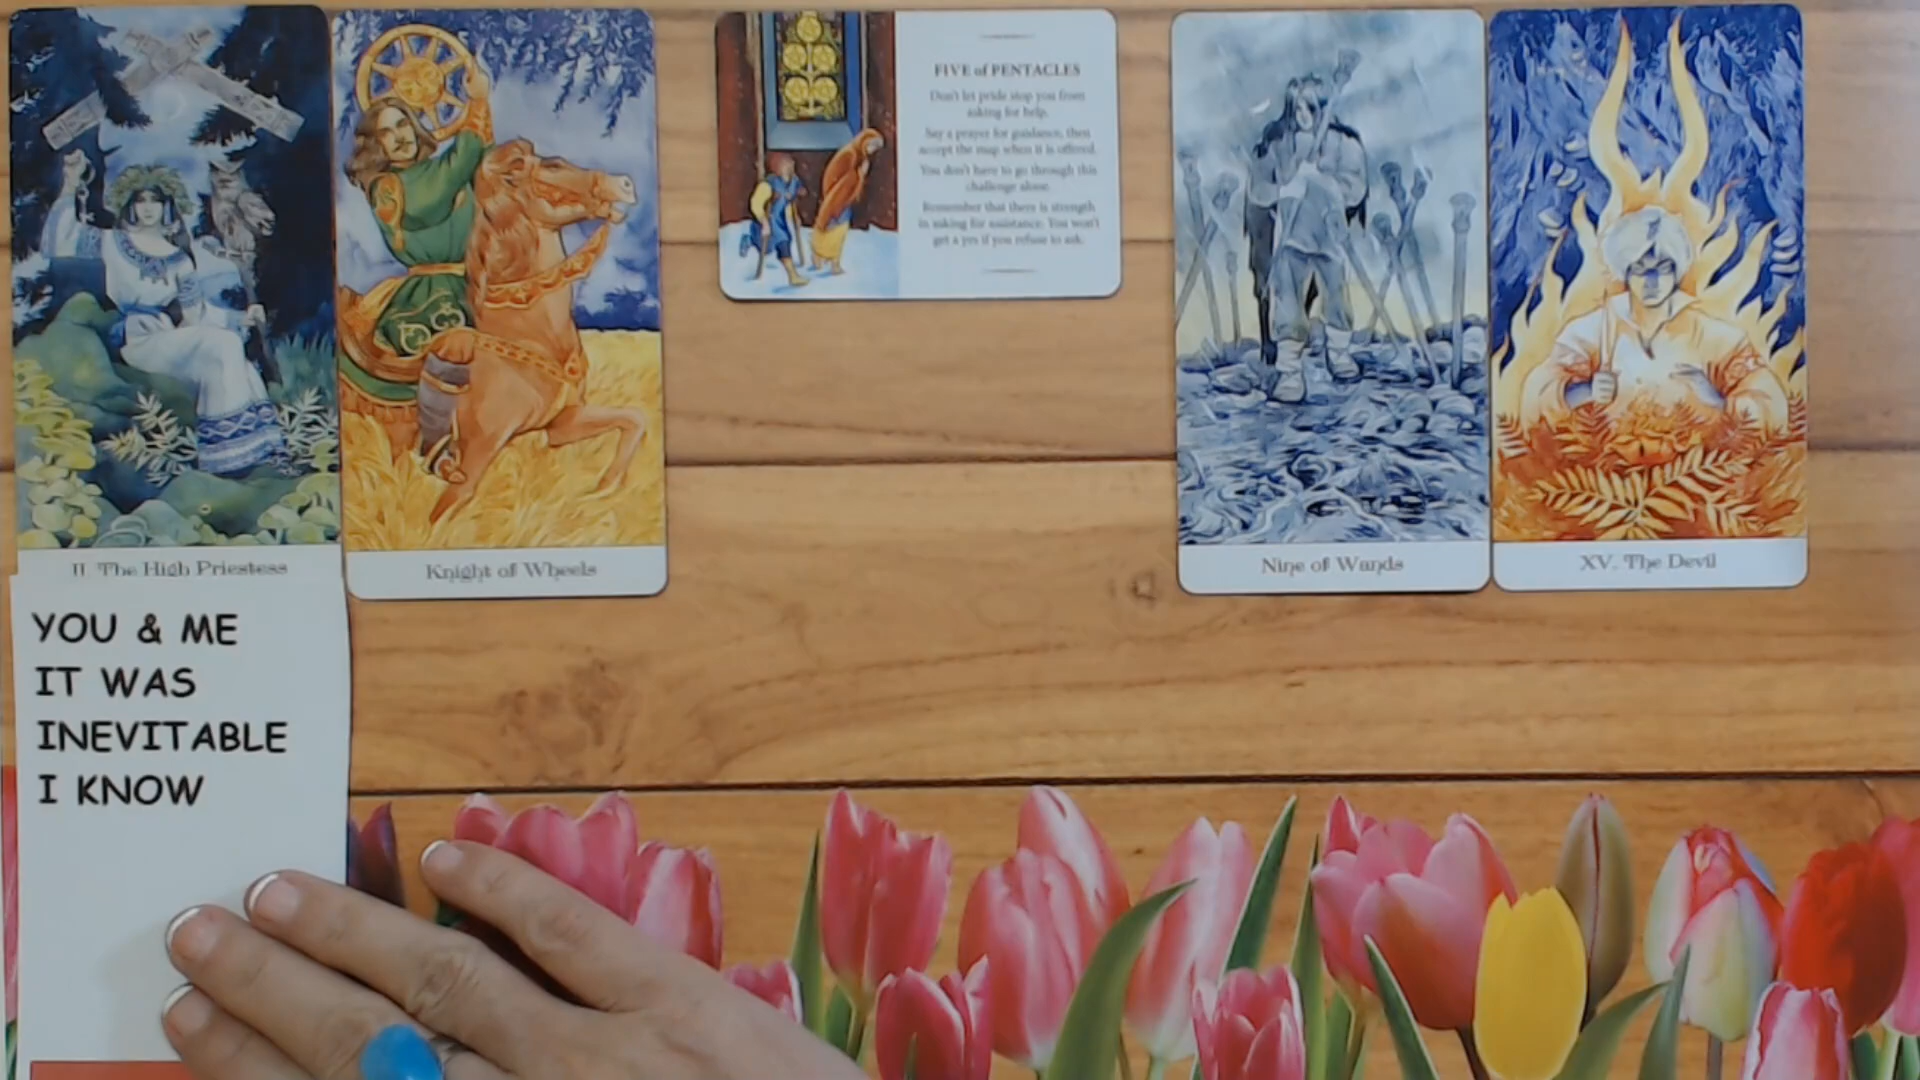 II. The High Priestess
Knight of Wheels
FIVE of PENTACLES
Don't let pride stop you from
asking for help.
Say a prayer for guidance, then
accept the map when it is offered.
You don't have to go through this
challenge alone.
Remember that there is strength
in asking for assistance. You won't
get a yes if you refuse to ask.
Nine of Wands
XV. The Devil
YOU & ME
IT WAS
INEVITABLE
I KNOW